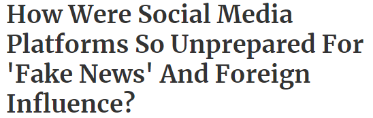 How Were Social Media
Platforms So Unprepared For
'Fake News' And Foreign
Influence?